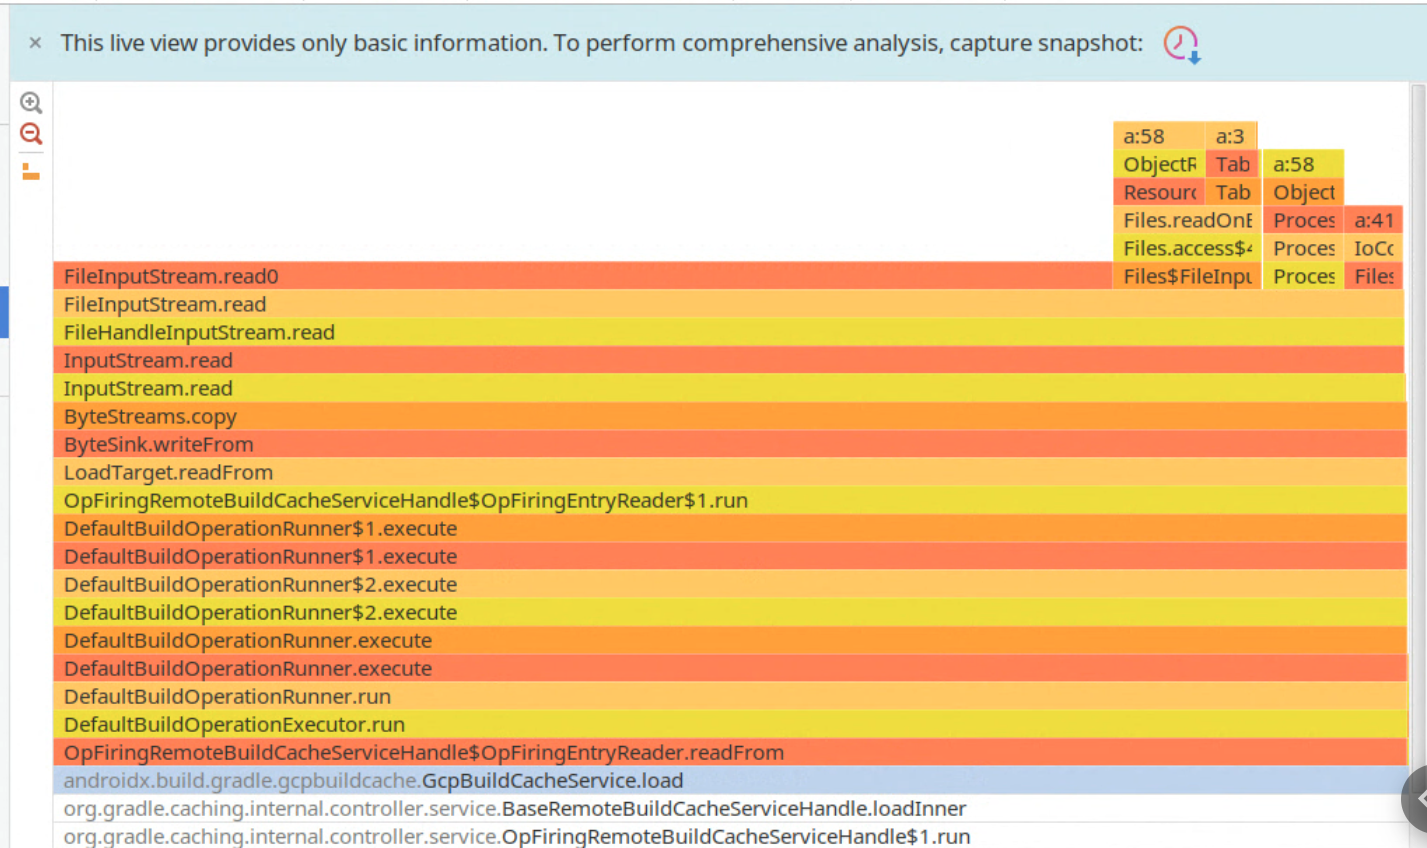 × This live view provides only basic information. To perform comprehensive analysis, capture snapshot:
a:58 a:3
ObjectR Tab a:58
Resourc Tab Object
Files.readOnE Proces a:41
Files.access$4 Proces IoCo
FileInputStream.read0 Files$FileInpu Proces Files
FileInputStream.read
FileHandleInputStream.read
InputStream.read
InputStream.read
ByteStreams.copy
ByteSink.writeFrom
LoadTarget.readFrom
OpFiringRemoteBuildCacheServiceHandle$OpFiringEntryReader$1.run
DefaultBuildOperationRunner$1.execute
DefaultBuildOperationRunner$1.execute
DefaultBuildOperationRunner$2.execute
DefaultBuildOperationRunner$2.execute
DefaultBuildOperationRunner.execute
DefaultBuildOperationRunner.execute
DefaultBuildOperationRunner.run
DefaultBuildOperationExecutor.run
OpFiringRemoteBuildCacheServiceHandle$OpFiringEntryReader.readFrom
androidx.build.gradle.gcpbuildcache.GcpBuildCacheService.load
org.gradle.caching.internal.controller.service.BaseRemoteBuildCacheServiceHandle.loadInner
org.gradle.caching.internal.controller.service.OpFiringRemoteBuildCacheServiceHandle$1.run